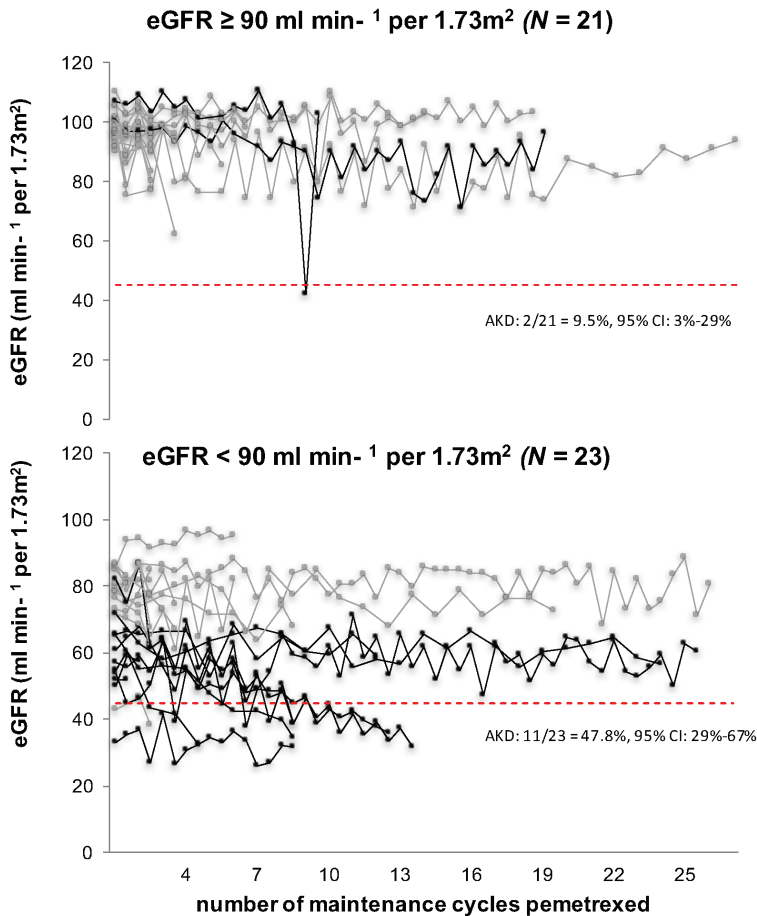 eGFR ≥ 90 ml min- ¹ per 1.73m² (N = 21)
eGFR (ml min- ¹ per 1.73m²)
120
100
80
60
40
20
0
AKD: 2/21 = 9.5%, 95% CI: 3%-29%
eGFR < 90 ml min- ¹ per 1.73m² (N = 23)
eGFR (ml min- ¹ per 1.73m²)
120
100
80
60
40
20
0
AKD: 11/23 = 47.8%, 95% CI: 29%-67%
4 7 10 13 16 19 22 25
number of maintenance cycles pemetrexed